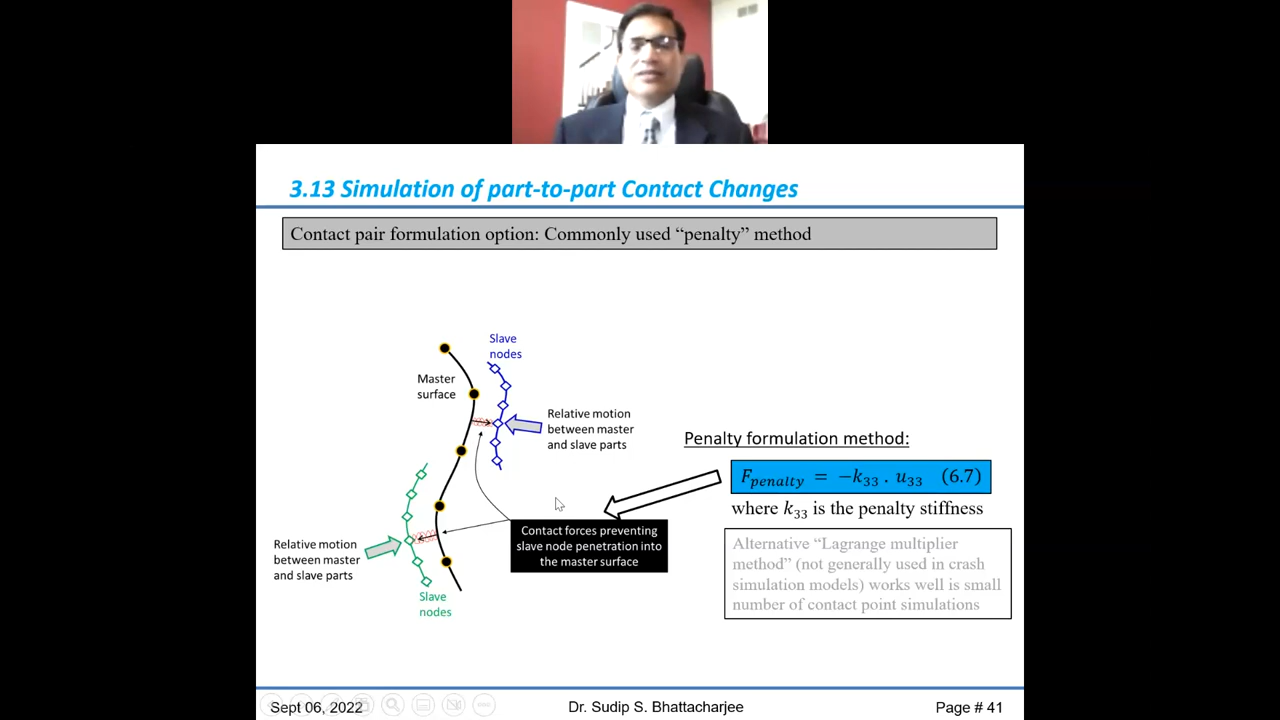 3.13 Simulation of part-to-part Contact Changes
Contact pair formulation option: Commonly used “penalty” method
Slave
nodes
Master
surface
Relative motion
between master
and slave parts
Penalty formulation method:
F_penalty = −k_33 . u_33 (6.7)
where k_33 is the penalty stiffness
Contact forces preventing
slave node penetration into
the master surface
Alternative “Lagrange multiplier
method” (not generally used in crash
simulation models) works well is small
number of contact point simulations
Relative motion
between master
and slave parts
Slave
nodes
Sept 06, 2022
Dr. Sudip S. Bhattacharjee
Page # 41